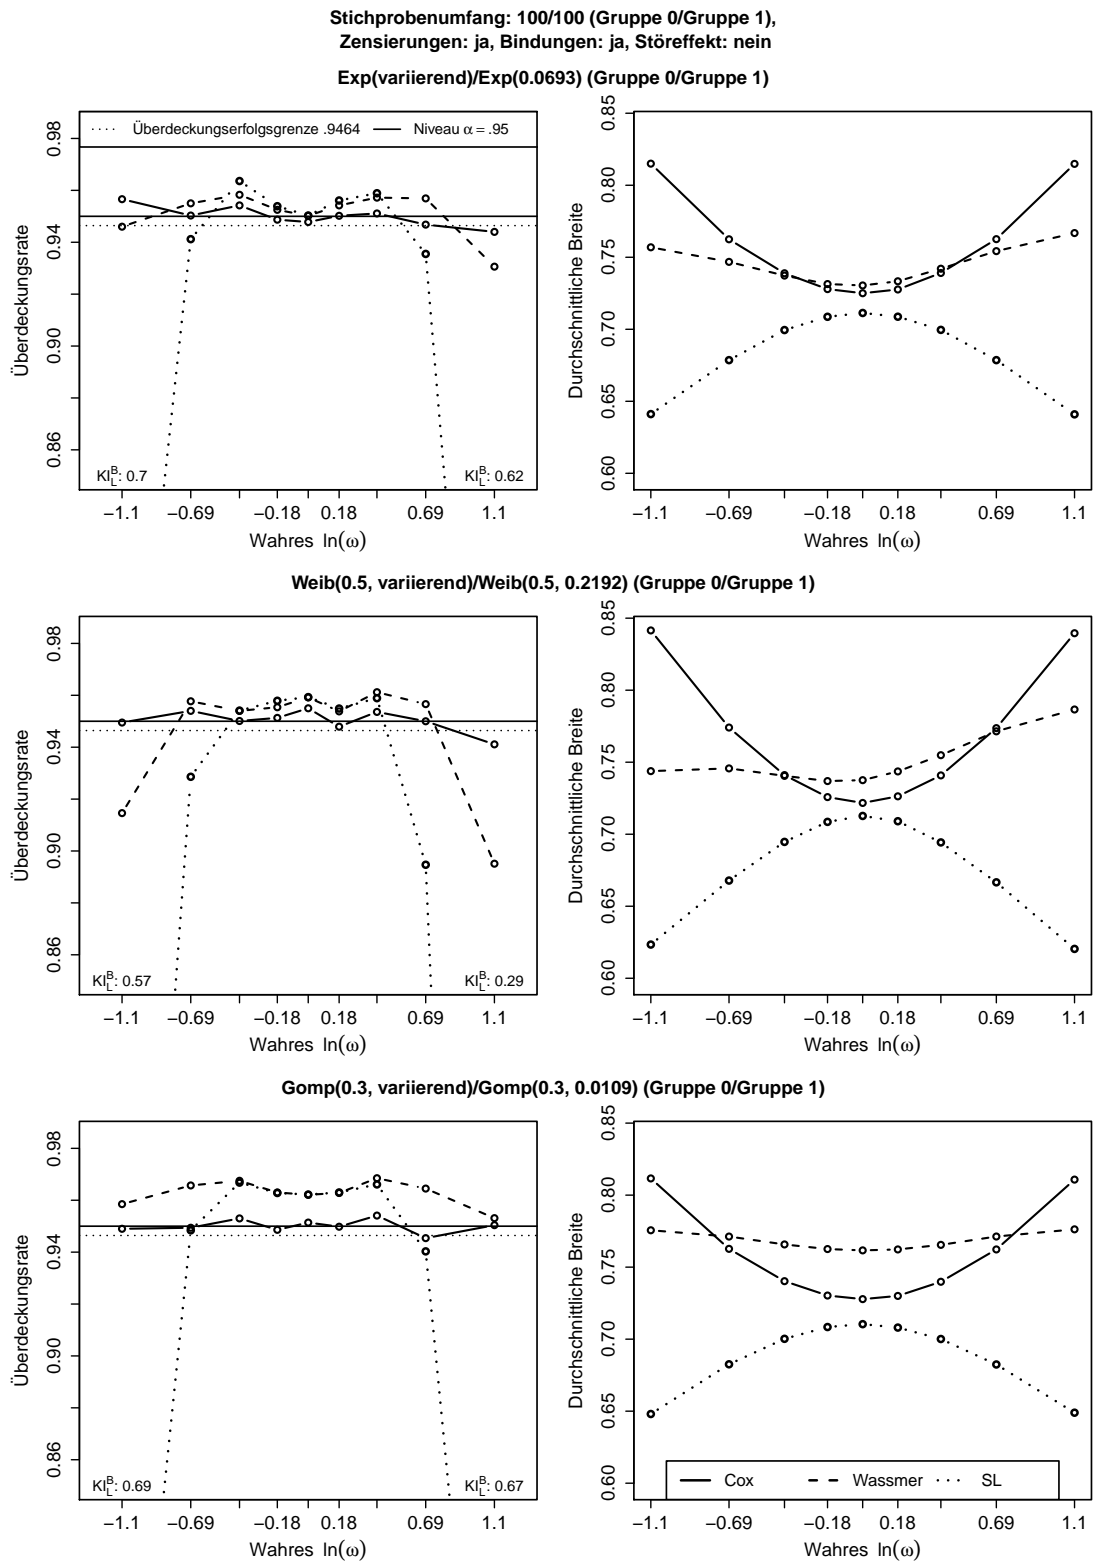 Stichprobenumfang: 100/100 (Gruppe 0/Gruppe 1),
Zensierungen: ja, Bindungen: ja, Störeffekt: nein
Exp(variierend)/Exp(0.0693) (Gruppe 0/Gruppe 1)
Überdeckungserfolgsgrenze .9464 Niveau α = .95
Überdeckungsrate
0.98
0.94
0.90
0.86
KI_L^B: 0.7 KI_L^B: 0.62
−1.1 −0.69 −0.18 0.18 0.69 1.1
Wahres ln(ω)
Durchschnittliche Breite
0.85
0.80
0.75
0.70
0.65
0.60
−1.1 −0.69 −0.18 0.18 0.69 1.1
Wahres ln(ω)
Weib(0.5, variierend)/Weib(0.5, 0.2192) (Gruppe 0/Gruppe 1)
Überdeckungsrate
0.98
0.94
0.90
0.86
KI_L^B: 0.57 KI_L^B: 0.29
−1.1 −0.69 −0.18 0.18 0.69 1.1
Wahres ln(ω)
Durchschnittliche Breite
0.85
0.80
0.75
0.70
0.65
0.60
−1.1 −0.69 −0.18 0.18 0.69 1.1
Wahres ln(ω)
Gomp(0.3, variierend)/Gomp(0.3, 0.0109) (Gruppe 0/Gruppe 1)
Überdeckungsrate
0.98
0.94
0.90
0.86
KI_L^B: 0.69 KI_L^B: 0.67
−1.1 −0.69 −0.18 0.18 0.69 1.1
Wahres ln(ω)
Durchschnittliche Breite
0.85
0.80
0.75
0.70
0.65
0.60
Cox Wassmer SL
−1.1 −0.69 −0.18 0.18 0.69 1.1
Wahres ln(ω)